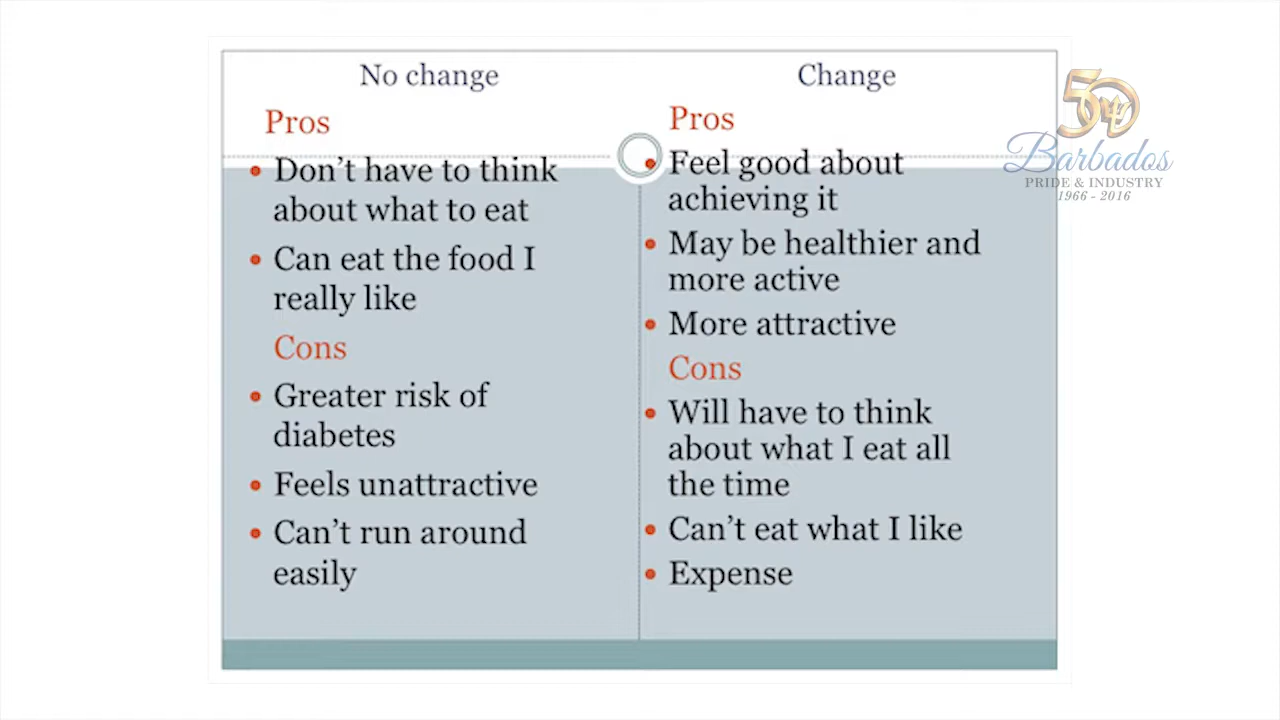 No change
Pros
Don't have to think
about what to eat
Can eat the food I
really like
Cons
Greater risk of
diabetes
Feels unattractive
Can't run around
easily
Change
Pros
Feel good about
achieving it
May be healthier and
more active
More attractive
Cons
Will have to think
about what I eat all
the time
Can't eat what I like
Expense
50
Barbados
PRIDE & INDUSTRY
1966 - 2016